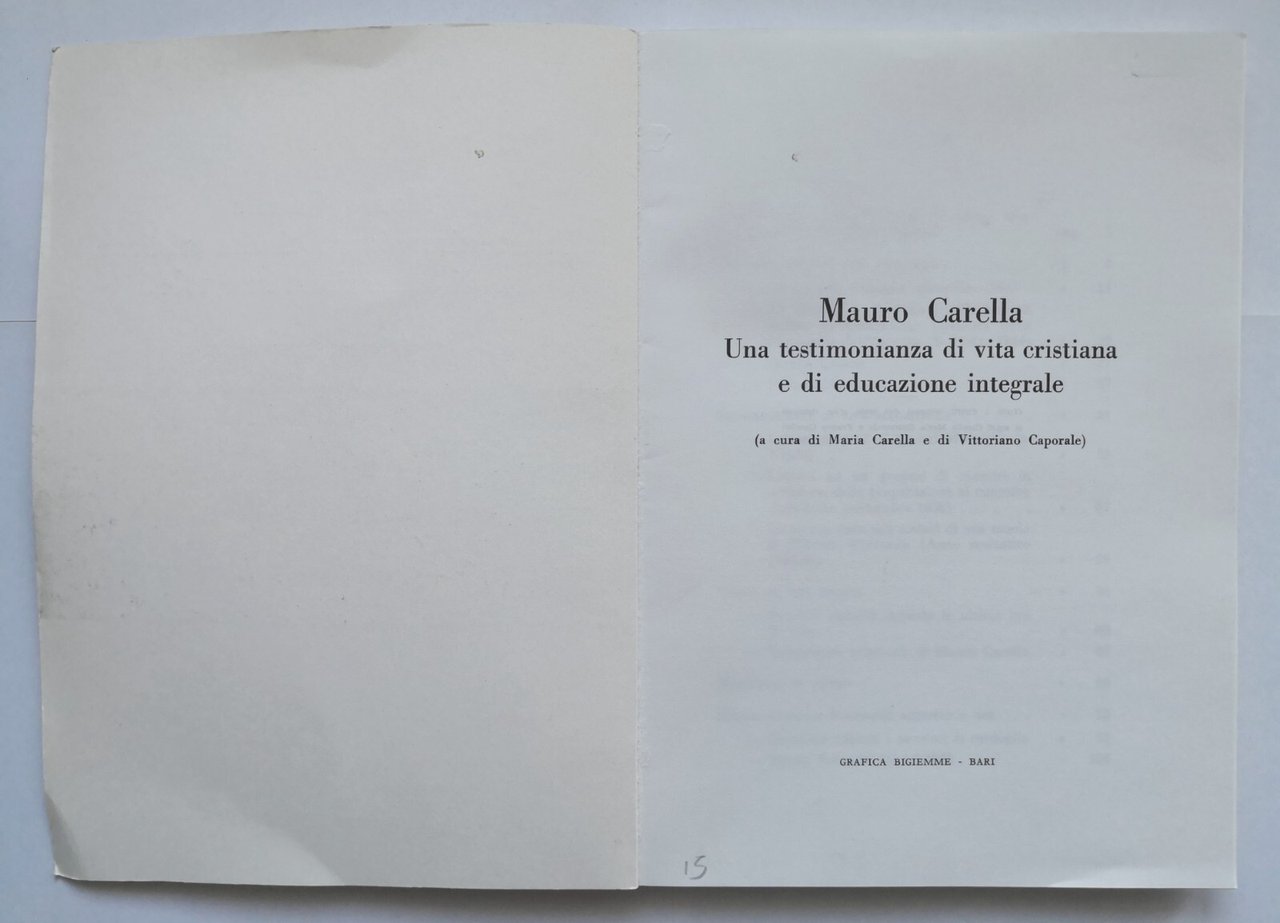 Mauro Carella
Una testimonianza di vita cristiana
e di educazione integrale
(a cura di Maria Carella e di Vittoriano Caporale)
GRAFICA BIGIEMME - BARI
15